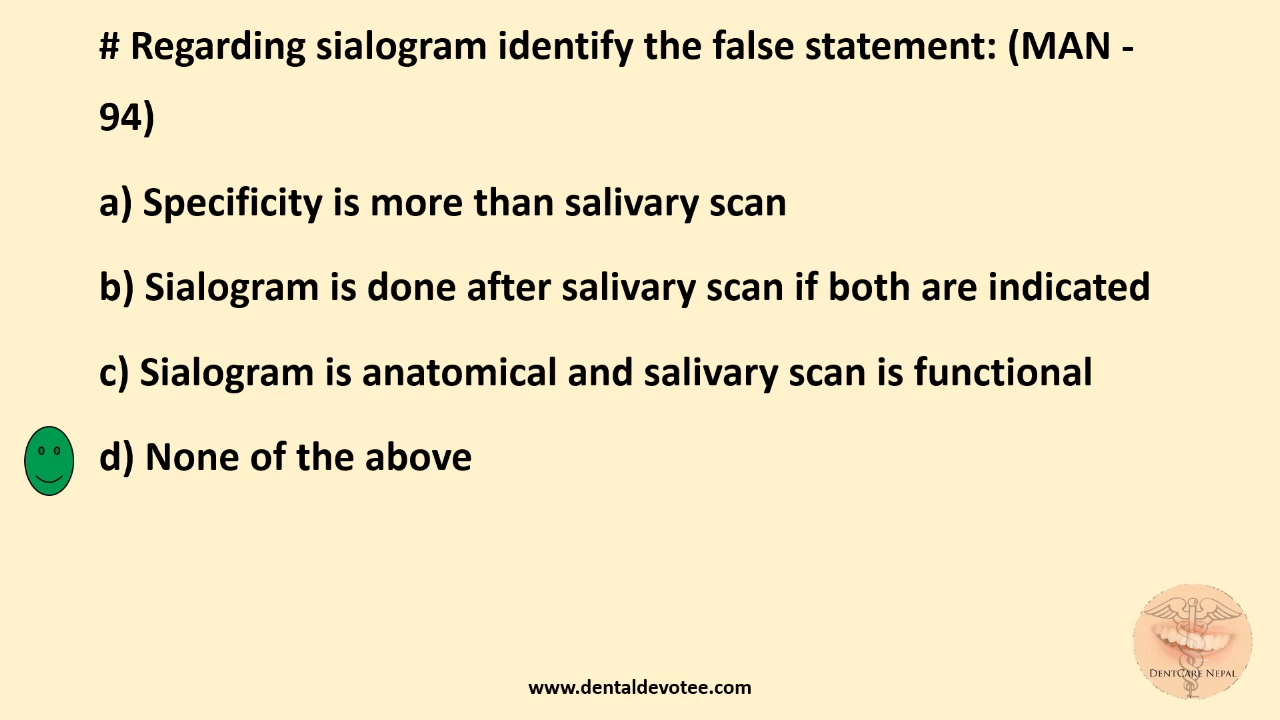 # Regarding sialogram identify the false statement: (MAN -
94)
a) Specificity is more than salivary scan
b) Sialogram is done after salivary scan if both are indicated
c) Sialogram is anatomical and salivary scan is functional
d) None of the above
DENTCARE NEPAL
www.dentaldevotee.com